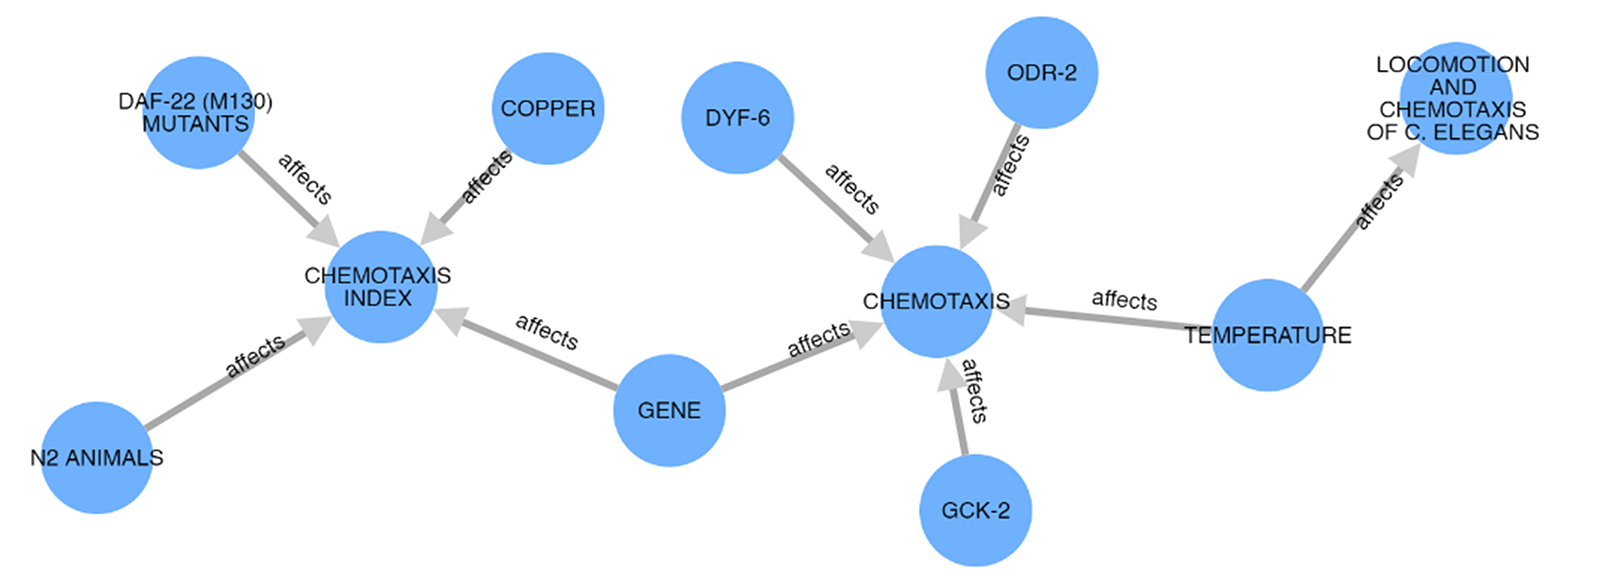 DAF-22 (M130)
MUTANTS
COPPER
DYF-6
ODR-2
LOCOMOTION
AND
CHEMOTAXIS
OF C. ELEGANS
affects
affects
affects
affects
affects
CHEMOTAXIS
INDEX
CHEMOTAXIS
affects
TEMPERATURE
affects
affects
affects
affects
GENE
N2 ANIMALS
GCK-2